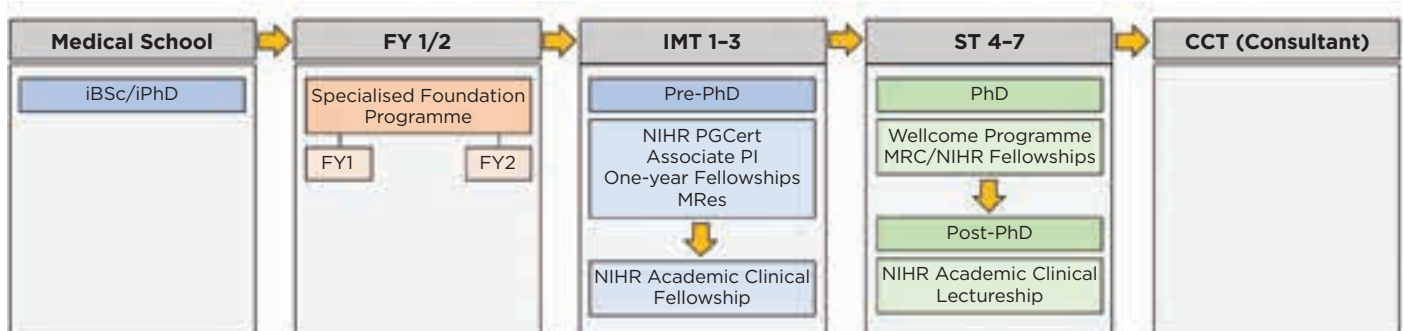 Medical School
iBSc/iPhD
FY 1/2
Specialised Foundation
Programme
FY1
FY2
IMT 1–3
Pre-PhD
NIHR PGCert
Associate PI
One-year Fellowships
MRes
NIHR Academic Clinical
Fellowship
ST 4–7
PhD
Wellcome Programme
MRC/NIHR Fellowships
Post-PhD
NIHR Academic Clinical
Lectureship
CCT (Consultant)